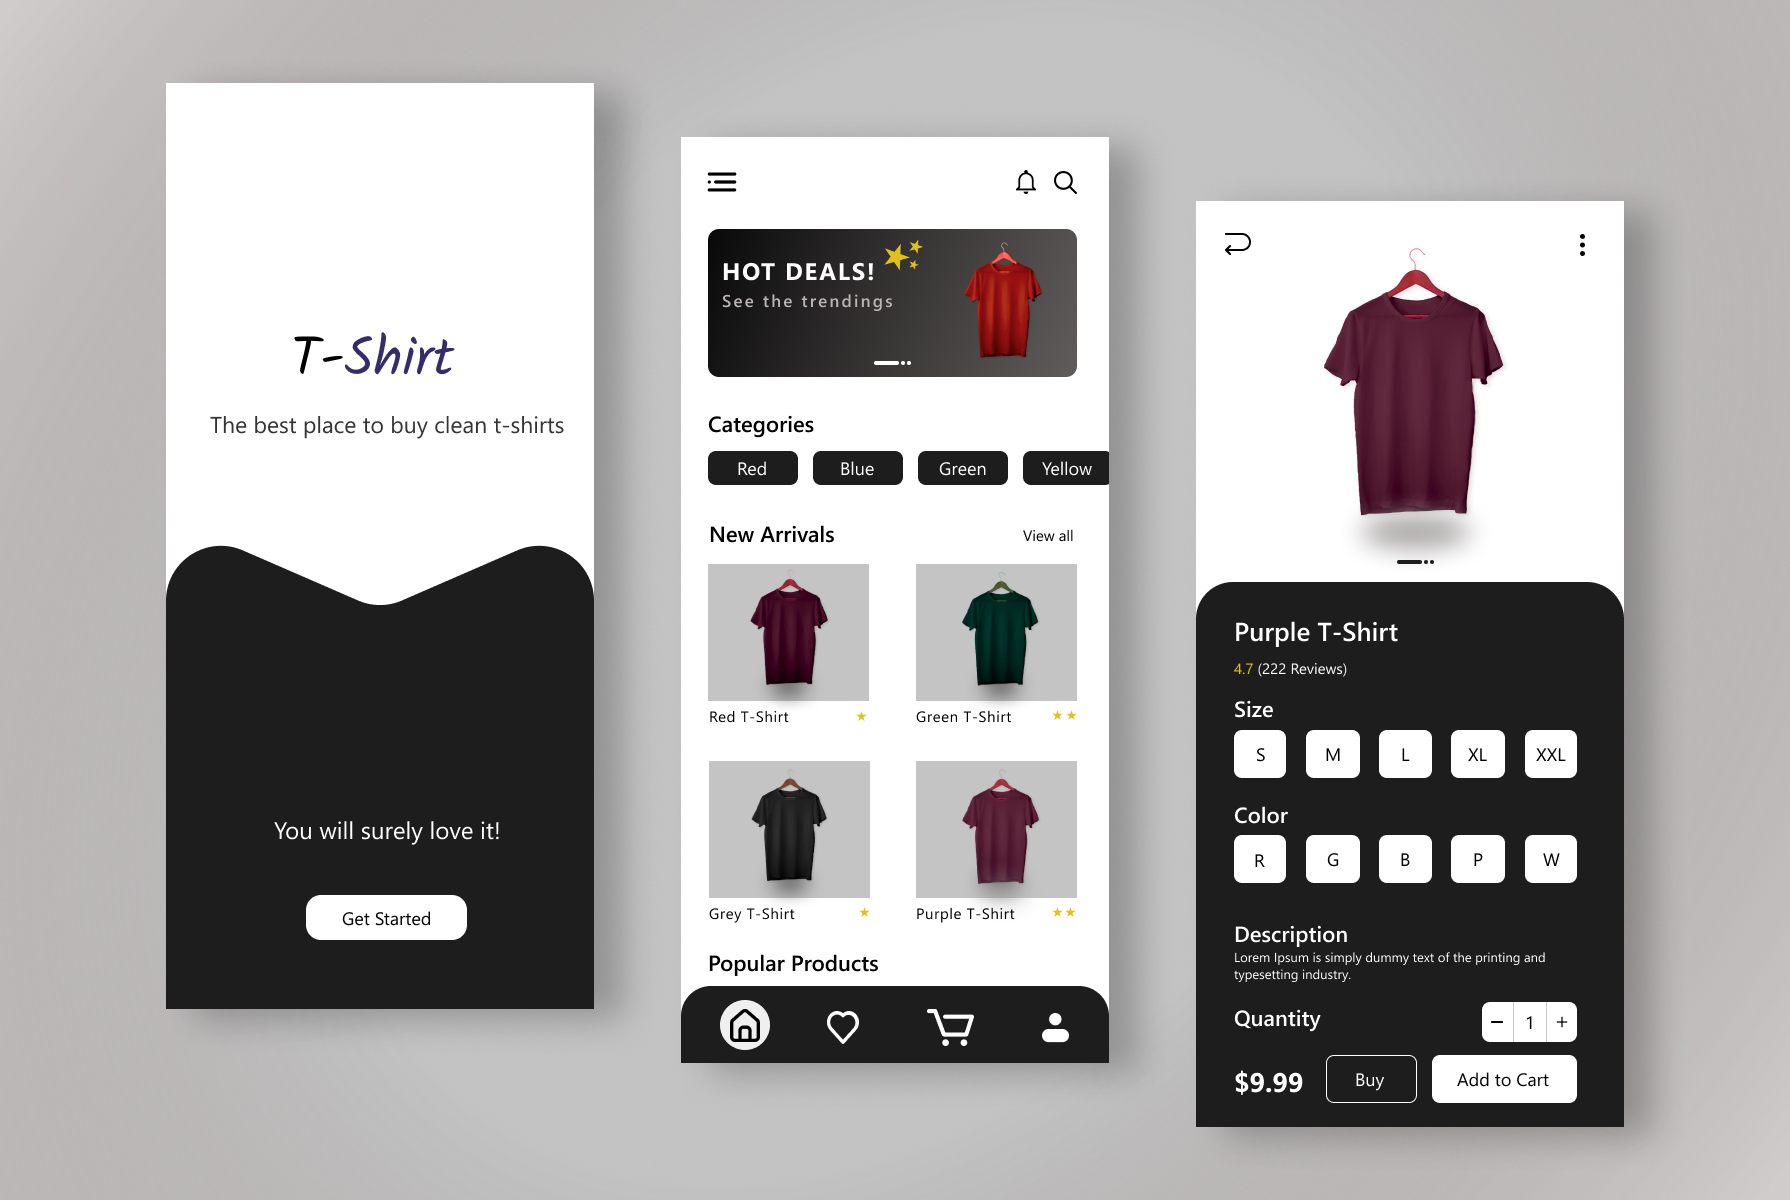 T-Shirt
The best place to buy clean t-shirts
You will surely love it!
Get Started
HOT DEALS!
See the trendings
Categories
Red Blue Green Yellow
New Arrivals View all
Red T-Shirt Green T-Shirt
Grey T-Shirt Purple T-Shirt
Popular Products
Purple T-Shirt
4.7 (222 Reviews)
Size
S M L XL XXL
Color
R G B P W
Description
Lorem Ipsum is simply dummy text of the printing and
typesetting industry.
Quantity − 1 +
$9.99 Buy Add to Cart